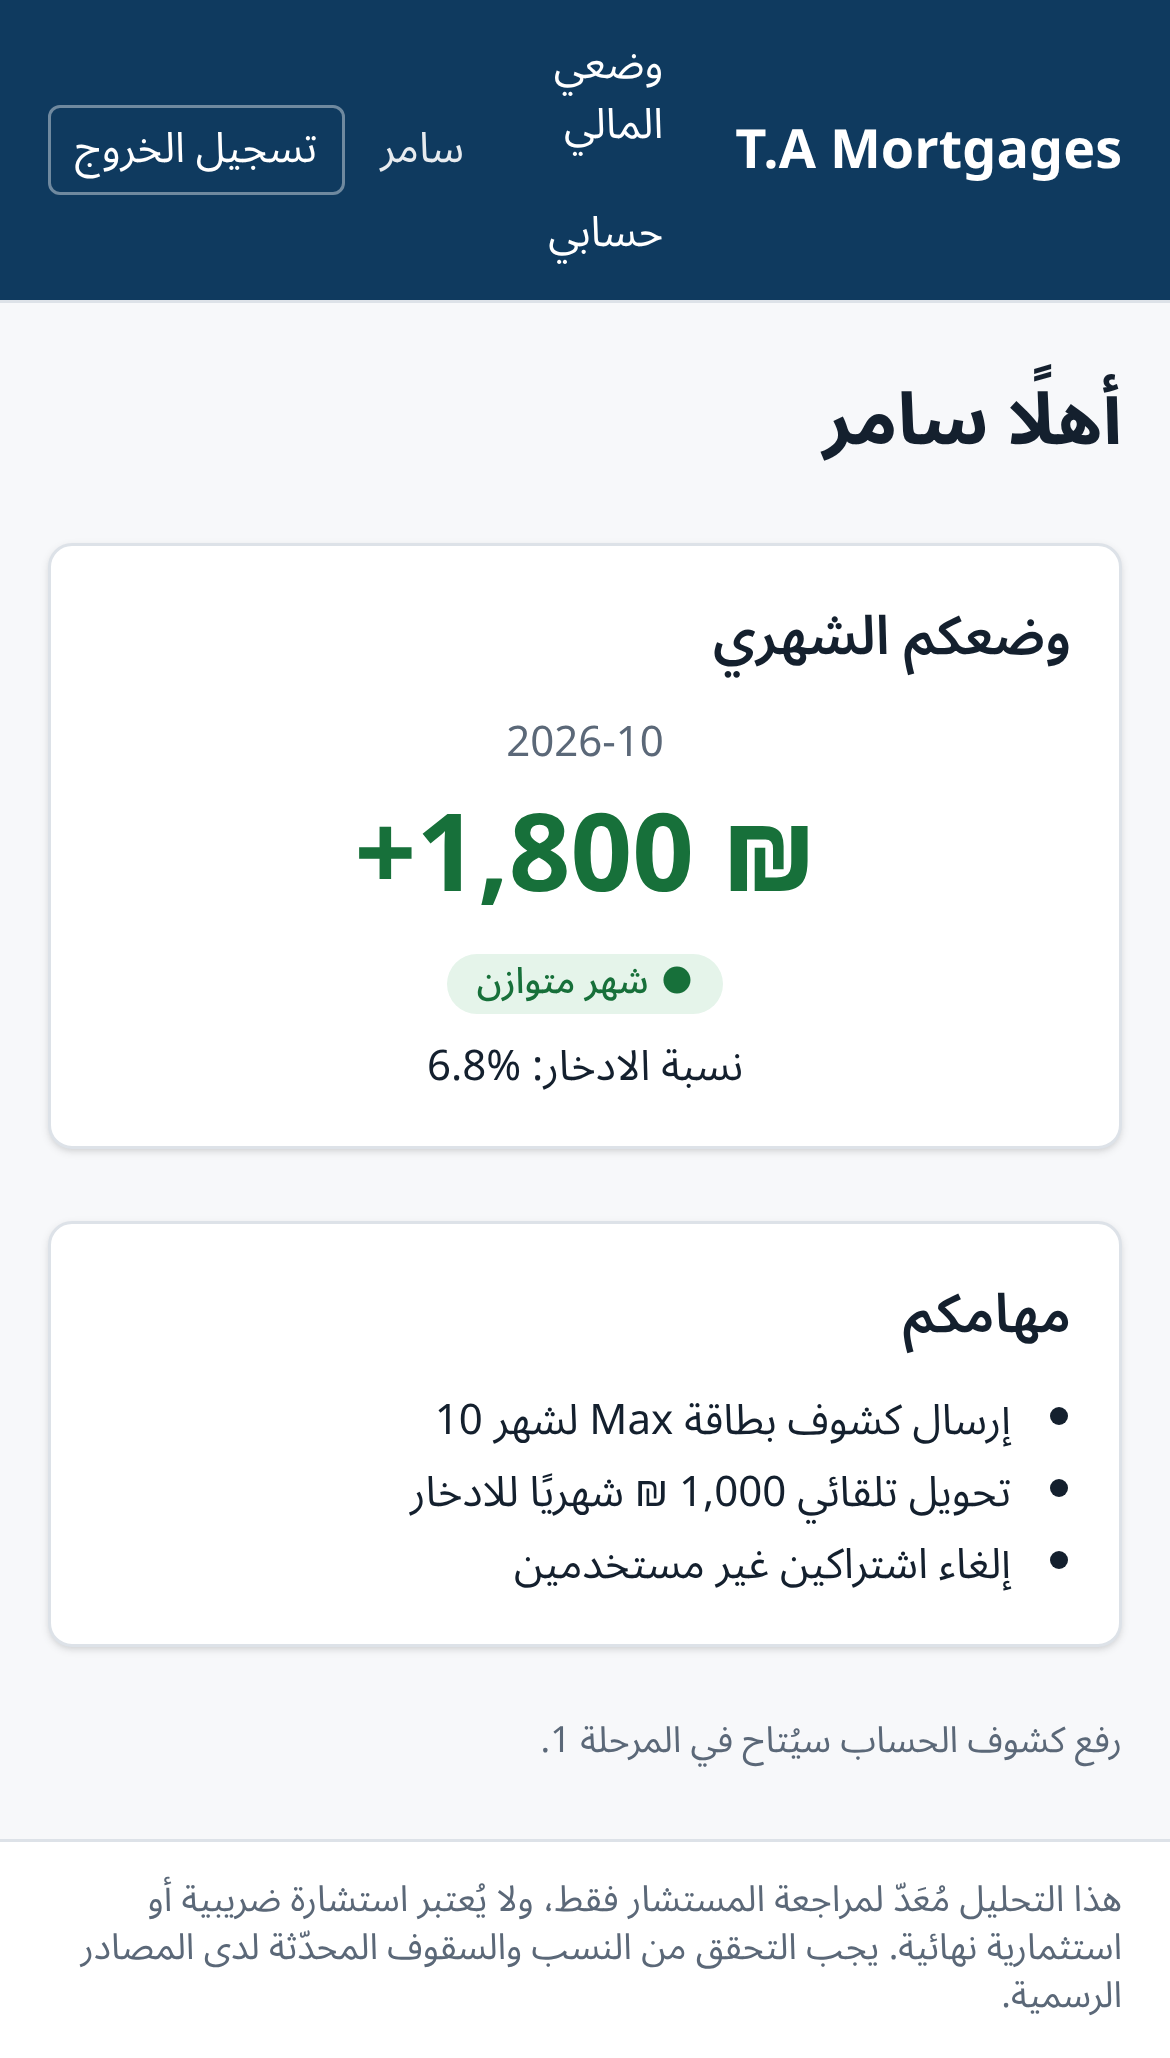 T.A Mortgages
وضعي
المالي
حسابي
سامر
تسجيل الخروج
أهلًا سامر
وضعكم الشهري
2026-10
+1,800 ₪
● شهر متوازن
نسبة الادخار: 6.8%
مهامكم
• إرسال كشوف بطاقة Max لشهر 10
• تحويل تلقائي 1,000 ₪ شهريًا للادخار
• إلغاء اشتراكين غير مستخدمين
رفع كشوف الحساب سيُتاح في المرحلة 1.
هذا التحليل مُعَدّ لمراجعة المستشار فقط، ولا يُعتبر استشارة ضريبية أو
استثمارية نهائية. يجب التحقق من النسب والسقوف المحدّثة لدى المصادر
الرسمية.